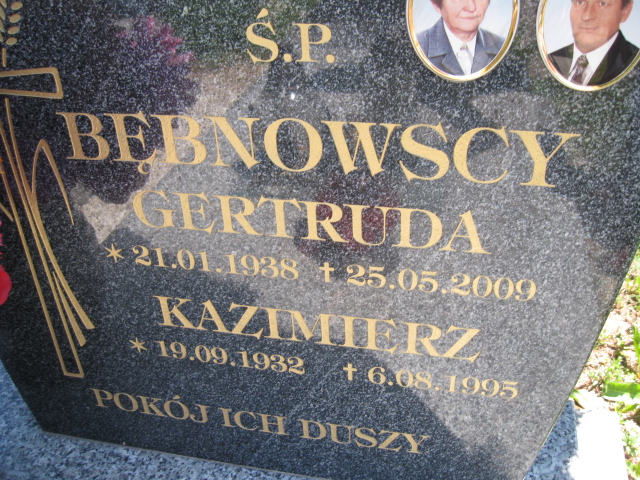 Ś.P.
BĘBNOWSCY
GERTRUDA
* 21.01.1938 † 25.05.2009
KAZIMIERZ
* 19.09.1932 † 6.08.1995
POKÓJ ICH DUSZY